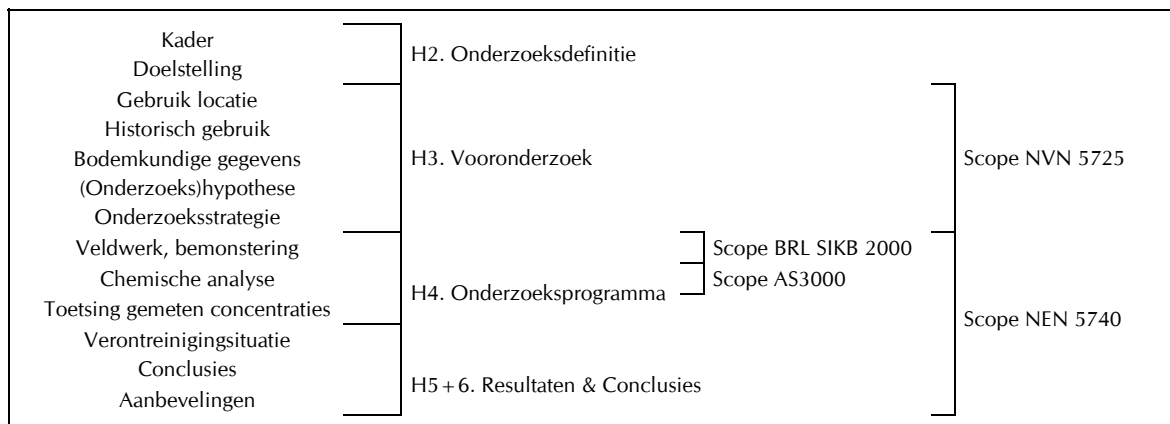 Kader
Doelstelling
H2. Onderzoeksdefinitie
Gebruik locatie
Historisch gebruik
Bodemkundige gegevens
(Onderzoeks)hypothese
Onderzoeksstrategie
H3. Vooronderzoek
Scope NVN 5725
Veldwerk, bemonstering
Chemische analyse
Toetsing gemeten concentraties
H4. Onderzoeksprogramma
Scope BRL SIKB 2000
Scope AS3000
Verontreinigingsituatie
Conclusies
Aanbevelingen
H5+6. Resultaten & Conclusies
Scope NEN 5740